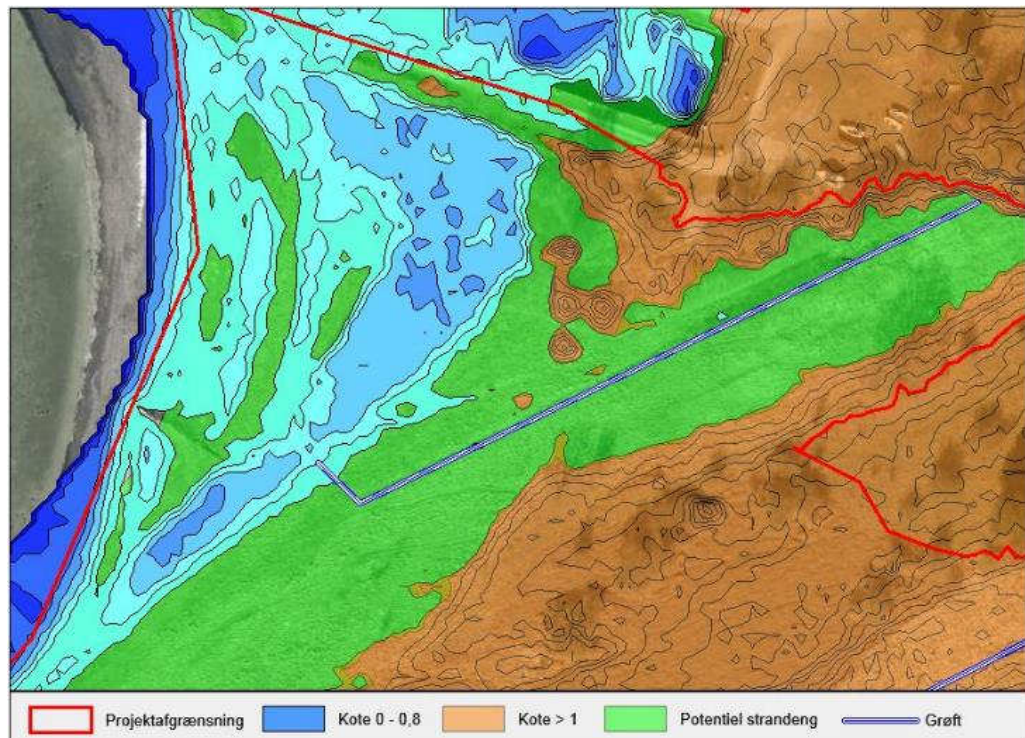 Projektafgrænsning Kote 0 - 0,8 Kote > 1 Potentiel strandeng Grøft